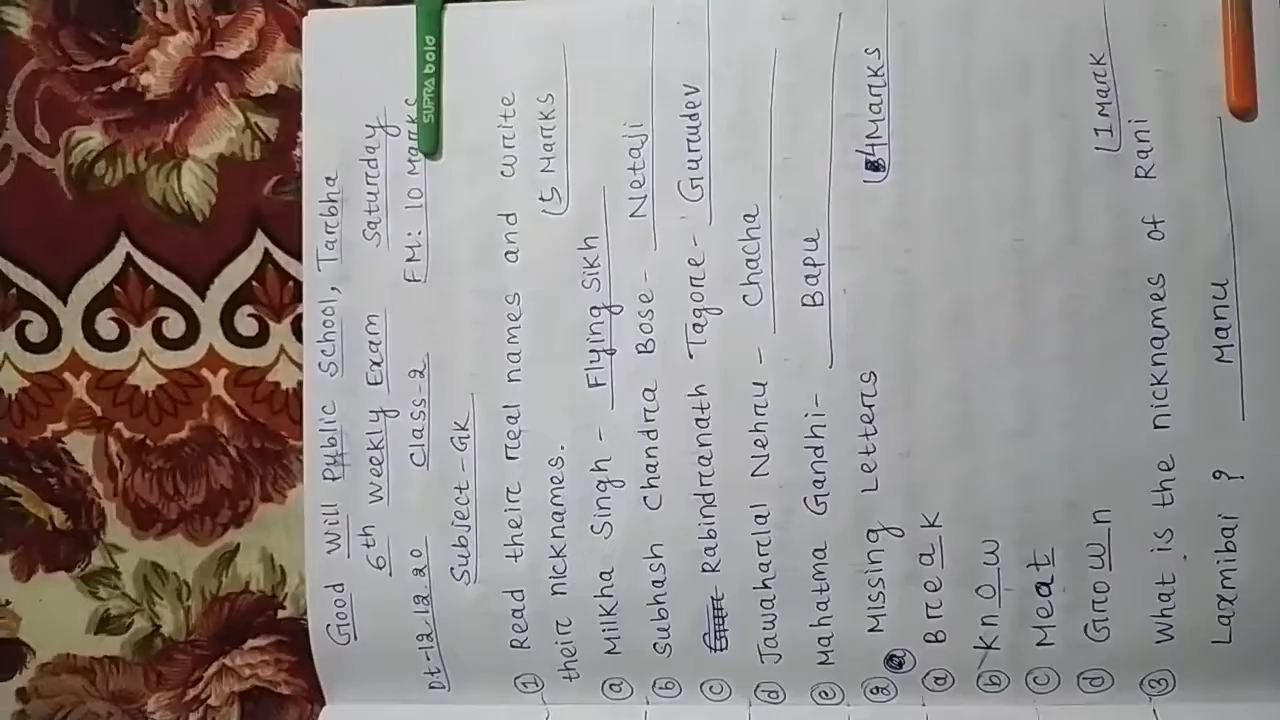 Good Will Public School, Tarbha
6th Weekly Exam Saturday
Dt-12.12.20 Class-2 FM: 10 Marks
Subject-GK
① Read their real names and write
their nicknames. (5 Marks
ⓐ Milkha Singh - Flying Sikh
ⓑ Subhash Chandra Bose - Netaji
ⓒ Rabindranath Tagore - Gurudev
ⓓ Jawaharlal Nehru - Chacha
ⓔ Mahatma Gandhi - Bapu
② Missing Letters (4 Marks
ⓐ Break
ⓑ Know
ⓒ Meat
ⓓ Grown
(1 Mark
③ What is the nicknames of Rani
Laxmibai ? Manu
SUPRA bolo